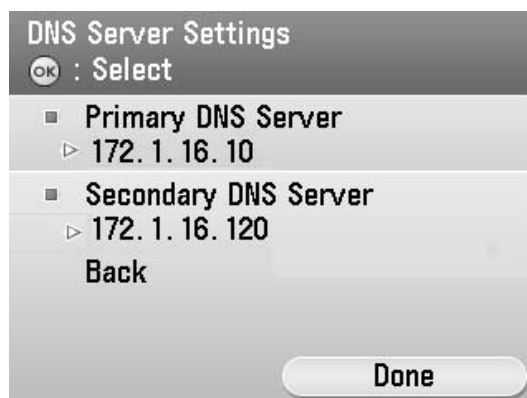 DNS Server Settings
OK : Select
Primary DNS Server
172. 1. 16. 10
Secondary DNS Server
172. 1. 16. 120
Back
Done